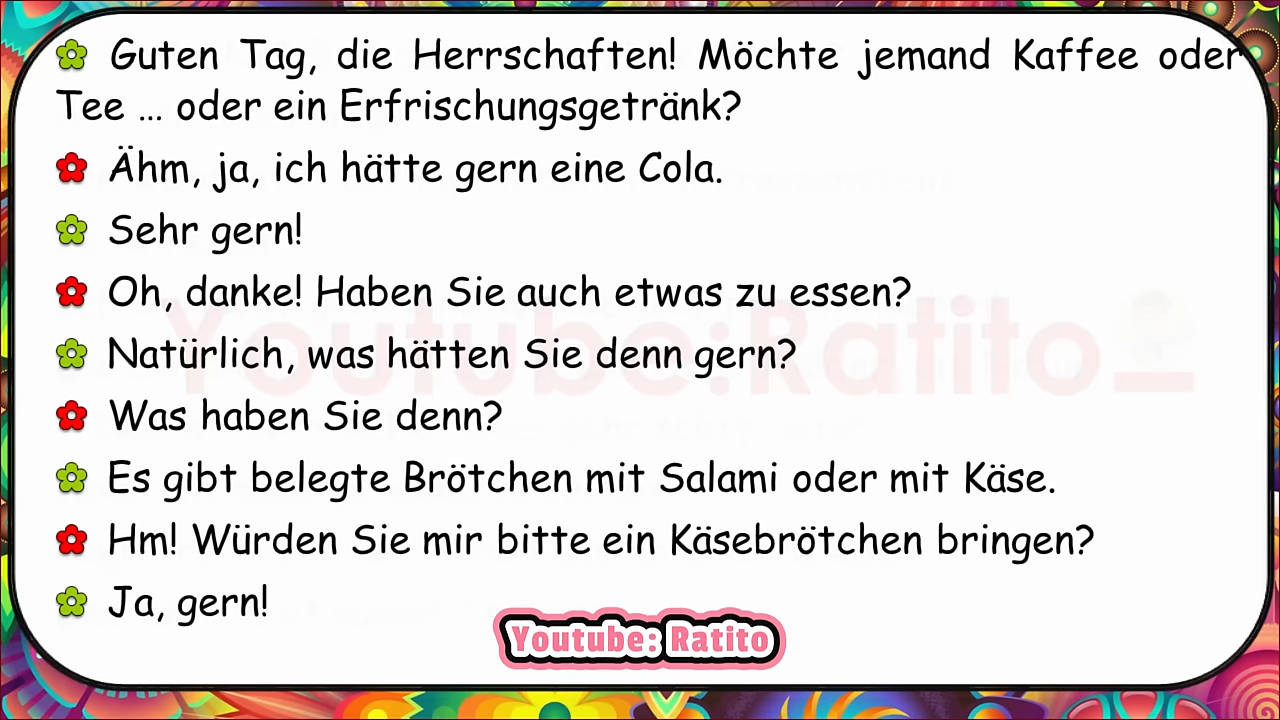 Guten Tag, die Herrschaften! Möchte jemand Kaffee oder
Tee ... oder ein Erfrischungsgetränk?
Ähm, ja, ich hätte gern eine Cola.
Sehr gern!
Oh, danke! Haben Sie auch etwas zu essen?
Natürlich, was hätten Sie denn gern?
Was haben Sie denn?
Es gibt belegte Brötchen mit Salami oder mit Käse.
Hm! Würden Sie mir bitte ein Käsebrötchen bringen?
Ja, gern!
Youtube:Ratito
Youtube: Ratito